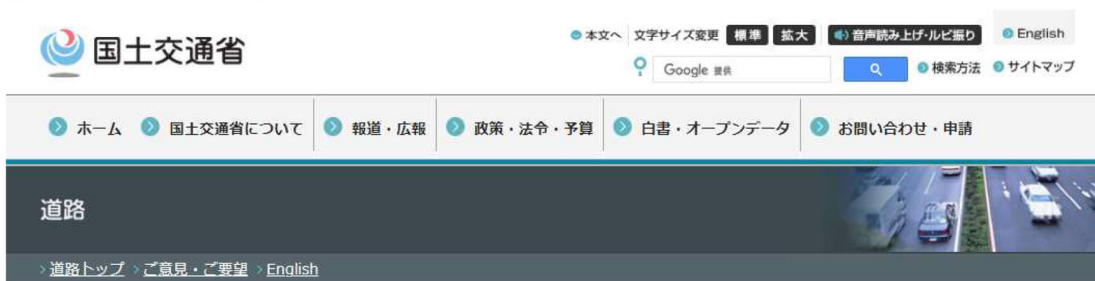 国土交通省
本文へ 文字サイズ変更 標準 拡大 音声読み上げ・ルビ振り English
Google 提供 検索方法 サイトマップ
ホーム 国土交通省について 報道・広報 政策・法令・予算 白書・オープンデータ お問い合わせ・申請
道路
道路トップ ご意見・ご要望 English